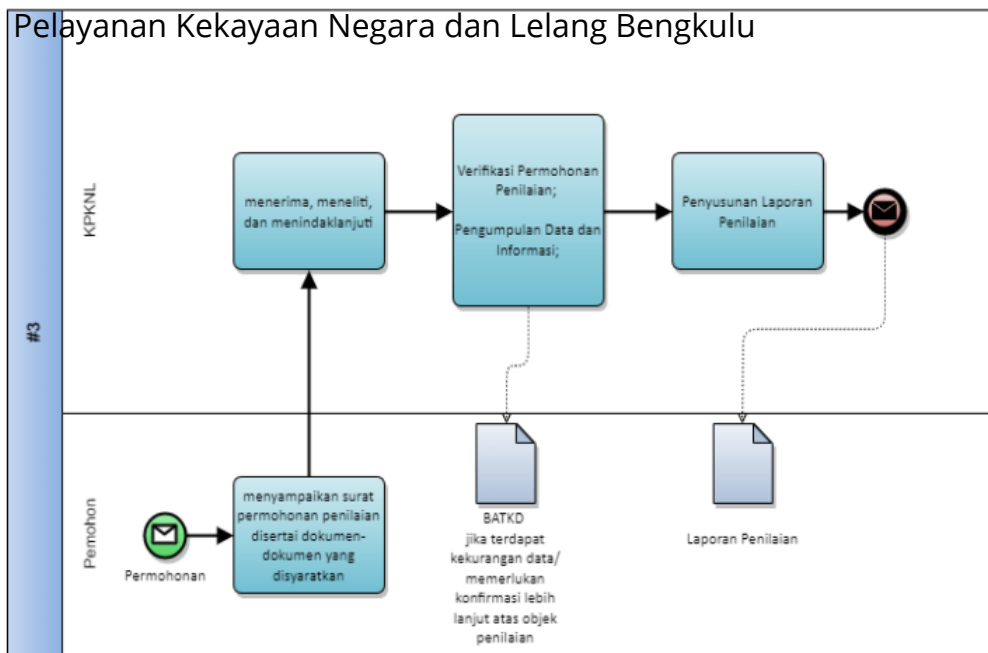 Pelayanan Kekayaan Negara dan Lelang Bengkulu
#3
KPKNL
menerima, meneliti,
dan menindaklanjuti
Verifikasi Permohonan
Penilaian;
Pengumpulan Data dan
Informasi;
Penyusunan Laporan
Penilaian
Pemohon
Permohonan
menyampaikan surat
permohonan penilaian
disertai dokumen-
dokumen yang
disyaratkan
BATKD
jika terdapat
kekurangan data/
memerlukan
konfirmasi lebih
lanjut atas objek
penilaian
Laporan Penilaian